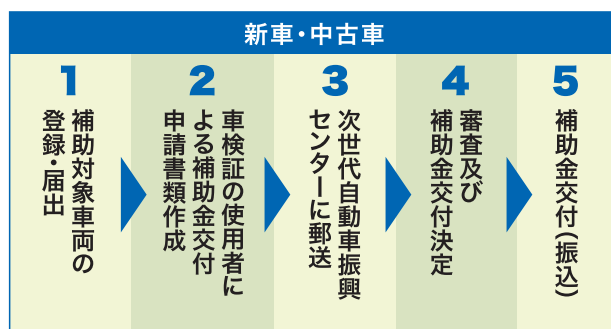 新車・中古車
1
補助対象車両の
登録・届出
2
車検証の使用者に
よる補助金交付
申請書類作成
3
次世代自動車振興
センターに郵送
4
審査及び
補助金交付決定
5
補助金交付(振込)